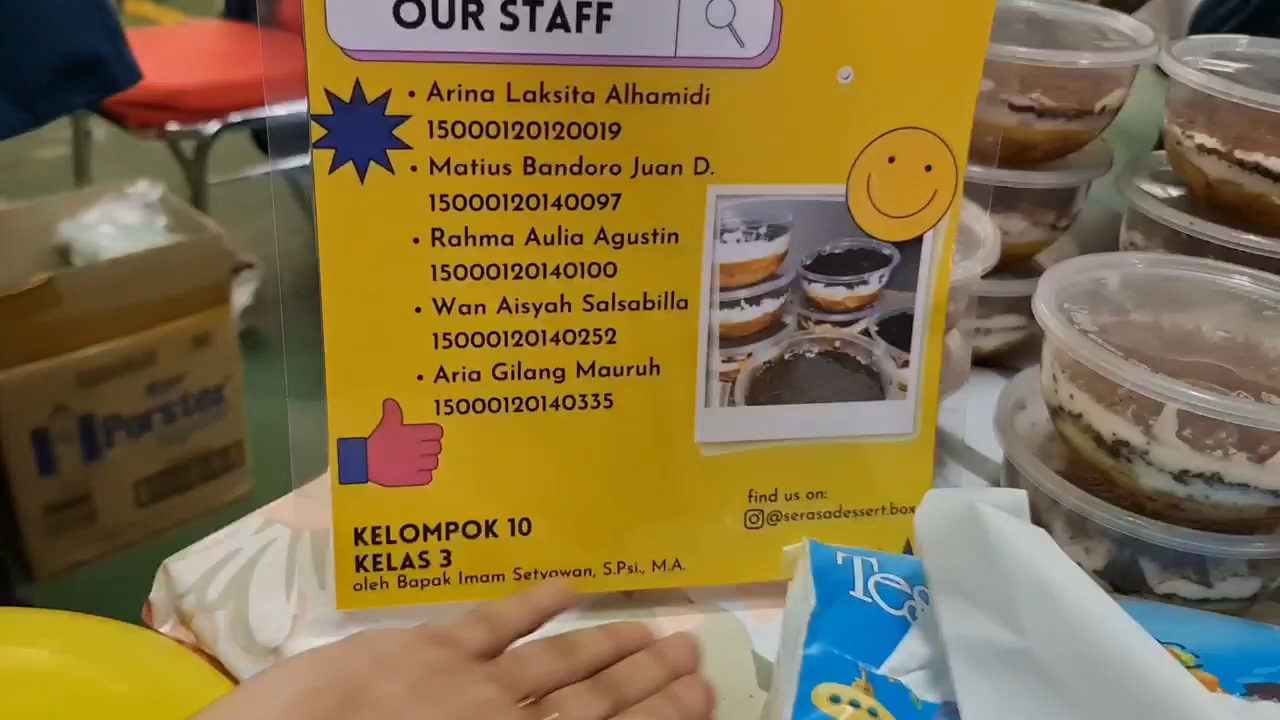 OUR STAFF
• Arina Laksita Alhamidi
15000120120019
• Matius Bandoro Juan D.
15000120140097
• Rahma Aulia Agustin
15000120140100
• Wan Aisyah Salsabilla
15000120140252
• Aria Gilang Mauruh
15000120140335
find us on:
@serasadessert.box
KELOMPOK 10
KELAS 3
oleh Bapak Imam Setyawan, S.Psi., M.A.